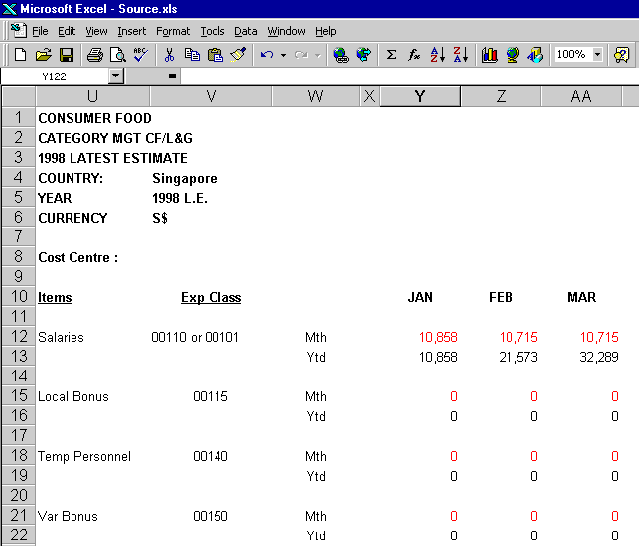 Microsoft Excel - Source.xls
File Edit View Insert Format Tools Data Window Help
100%
Y122 =
U V W X Y Z AA
1 CONSUMER FOOD
2 CATEGORY MGT CF/L&G
3 1998 LATEST ESTIMATE
4 COUNTRY: Singapore
5 YEAR 1998 L.E.
6 CURRENCY S$
7
8 Cost Centre :
9
10 Items Exp Class JAN FEB MAR
11
12 Salaries 00110 or 00101 Mth 10,858 10,715 10,715
13 Ytd 10,858 21,573 32,289
14
15 Local Bonus 00115 Mth 0 0 0
16 Ytd 0 0 0
17
18 Temp Personnel 00140 Mth 0 0 0
19 Ytd 0 0 0
20
21 Var Bonus 00150 Mth 0 0 0
22 Ytd 0 0 0